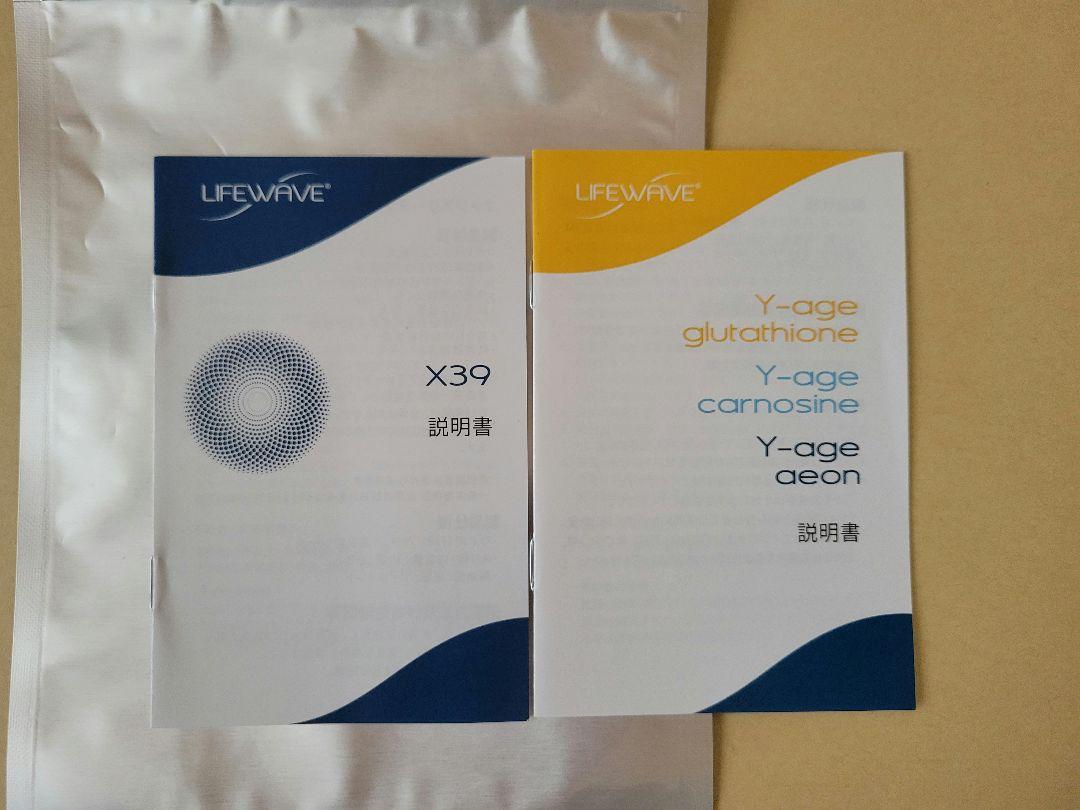 LIFEWAVE®
X39
説明書
LIFEWAVE®
Y-age
glutathione
Y-age
carnosine
Y-age
aeon
説明書